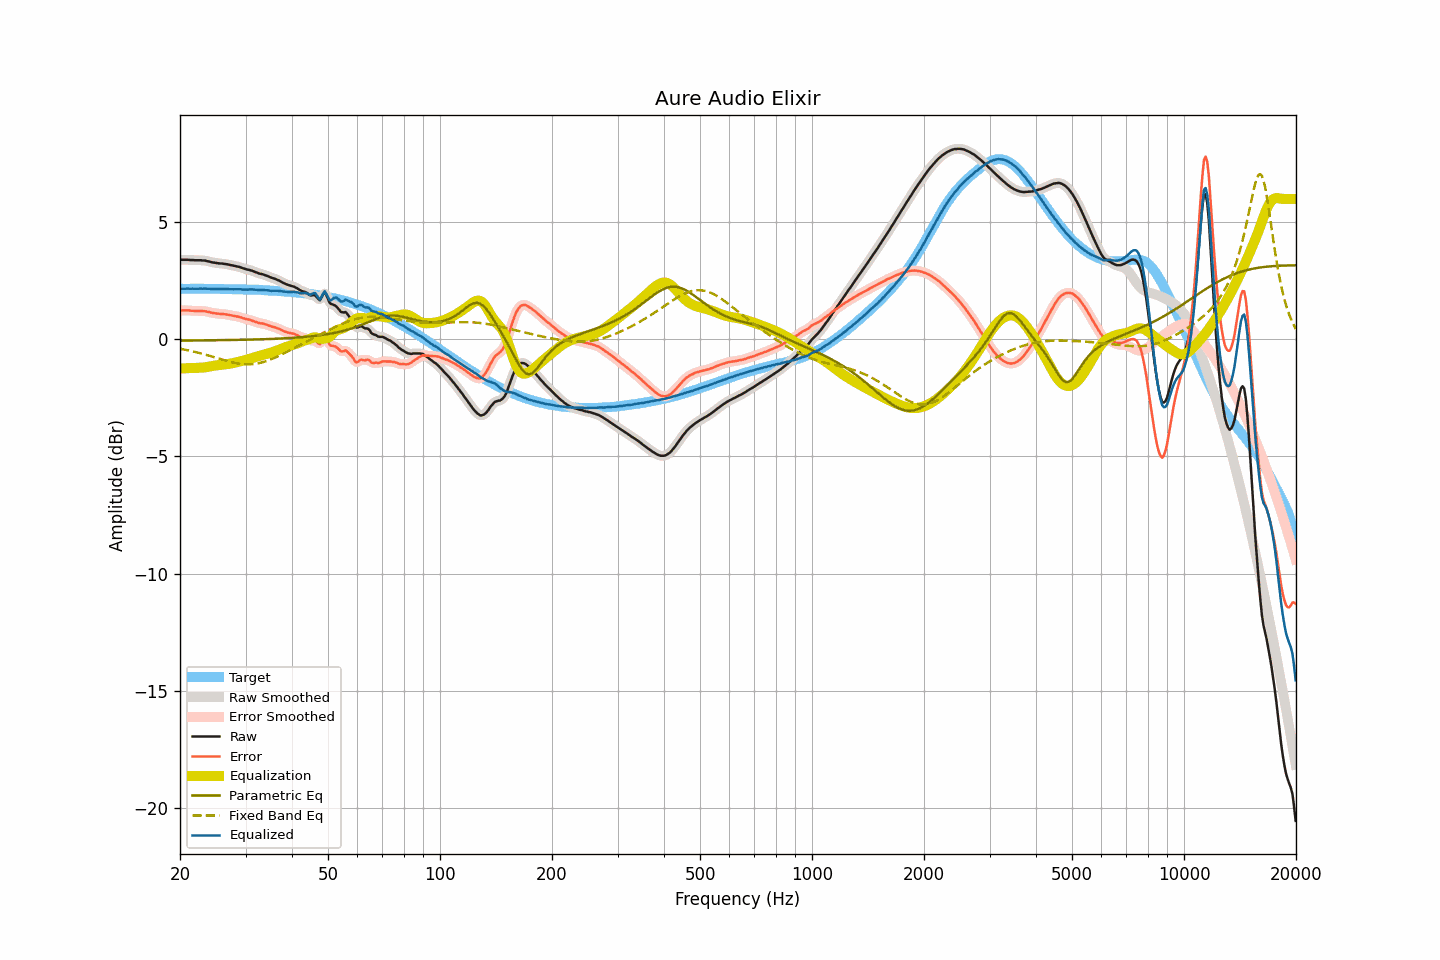 Aure Audio Elixir
Amplitude (dBr)
5
0
−5
−10
−15
−20
Target
Raw Smoothed
Error Smoothed
Raw
Error
Equalization
Parametric Eq
Fixed Band Eq
Equalized
20 50 100 200 500 1000 2000 5000 10000 20000
Frequency (Hz)